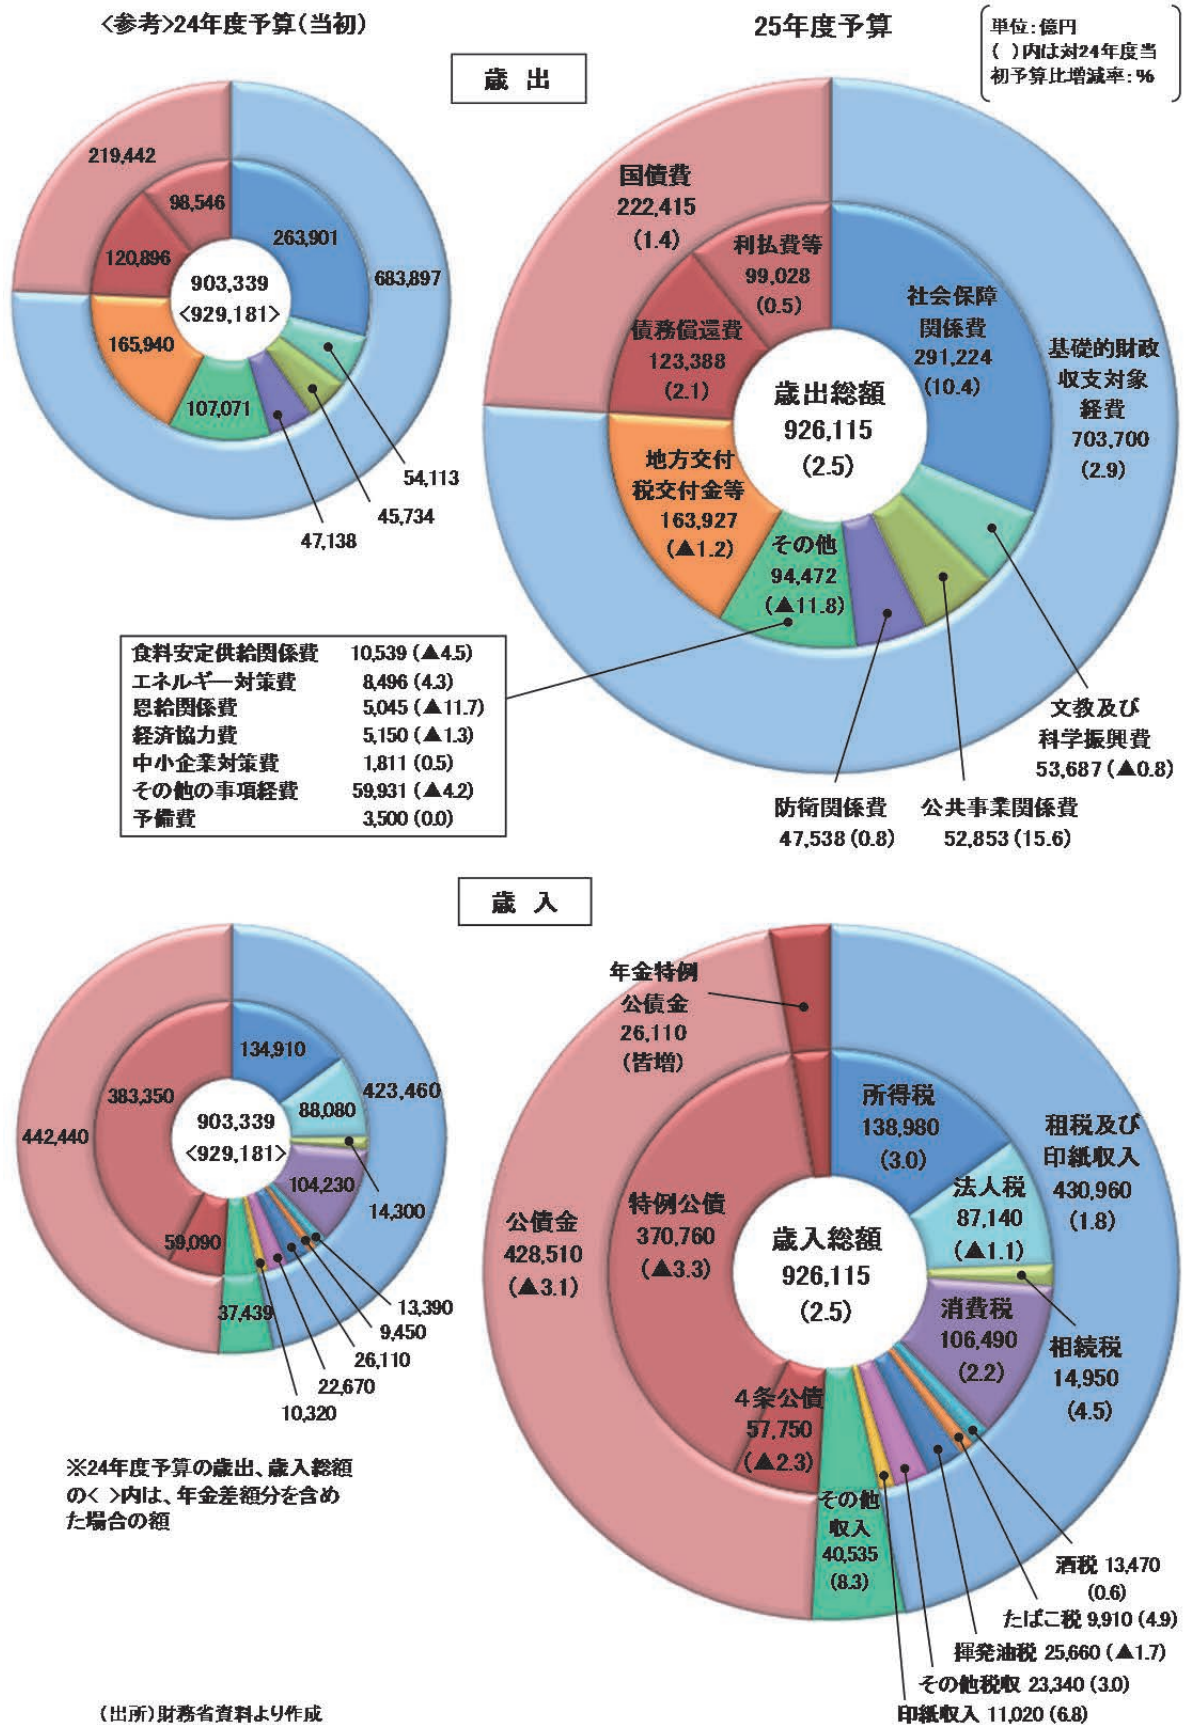 <参考>24年度予算(当初)
25年度予算
単位：億円
( )内は対24年度当
初予算比増減率：％
歳 出
219,442
98,546
263,901
120,896
903,339
<929,181>
683,897
165,940
107,071
54,113
45,734
47,138
国債費
222,415
(1.4)
利払費等
99,028
(0.5)
債務償還費
123,388
(2.1)
社会保障
関係費
291,224
(10.4)
基礎的財政
収支対象
経費
703,700
(2.9)
歳出総額
926,115
(2.5)
地方交付
税交付金等
163,927
(▲1.2)
その他
94,472
(▲11.8)
食料安定供給関係費 10,539 (▲4.5)
エネルギー対策費 8,496 (4.3)
恩給関係費 5,045 (▲11.7)
経済協力費 5,150 (▲1.3)
中小企業対策費 1,811 (0.5)
その他の事項経費 59,931 (▲4.2)
予備費 3,500 (0.0)
文教及び
科学振興費
53,687 (▲0.8)
防衛関係費
47,538 (0.8)
公共事業関係費
52,853 (15.6)
歳 入
134,910
383,350
88,080
423,460
903,339
<929,181>
442,440
104,230
14,300
59,090
37,439
13,390
9,450
26,110
22,670
10,320
年金特例
公債金
26,110
(皆増)
所得税
138,980
(3.0)
租税及び
印紙収入
430,960
(1.8)
法人税
87,140
(▲1.1)
特例公債
370,760
(▲3.3)
公債金
428,510
(▲3.1)
歳入総額
926,115
(2.5)
消費税
106,490
(2.2)
相続税
14,950
(4.5)
4条公債
57,750
(▲2.3)
その他
収入
40,535
(8.3)
酒税 13,470
(0.6)
たばこ税 9,910 (4.9)
揮発油税 25,660 (▲1.7)
その他税収 23,340 (3.0)
印紙収入 11,020 (6.8)
※24年度予算の歳出、歳入総額
の< >内は、年金差額分を含め
た場合の額
(出所)財務省資料より作成